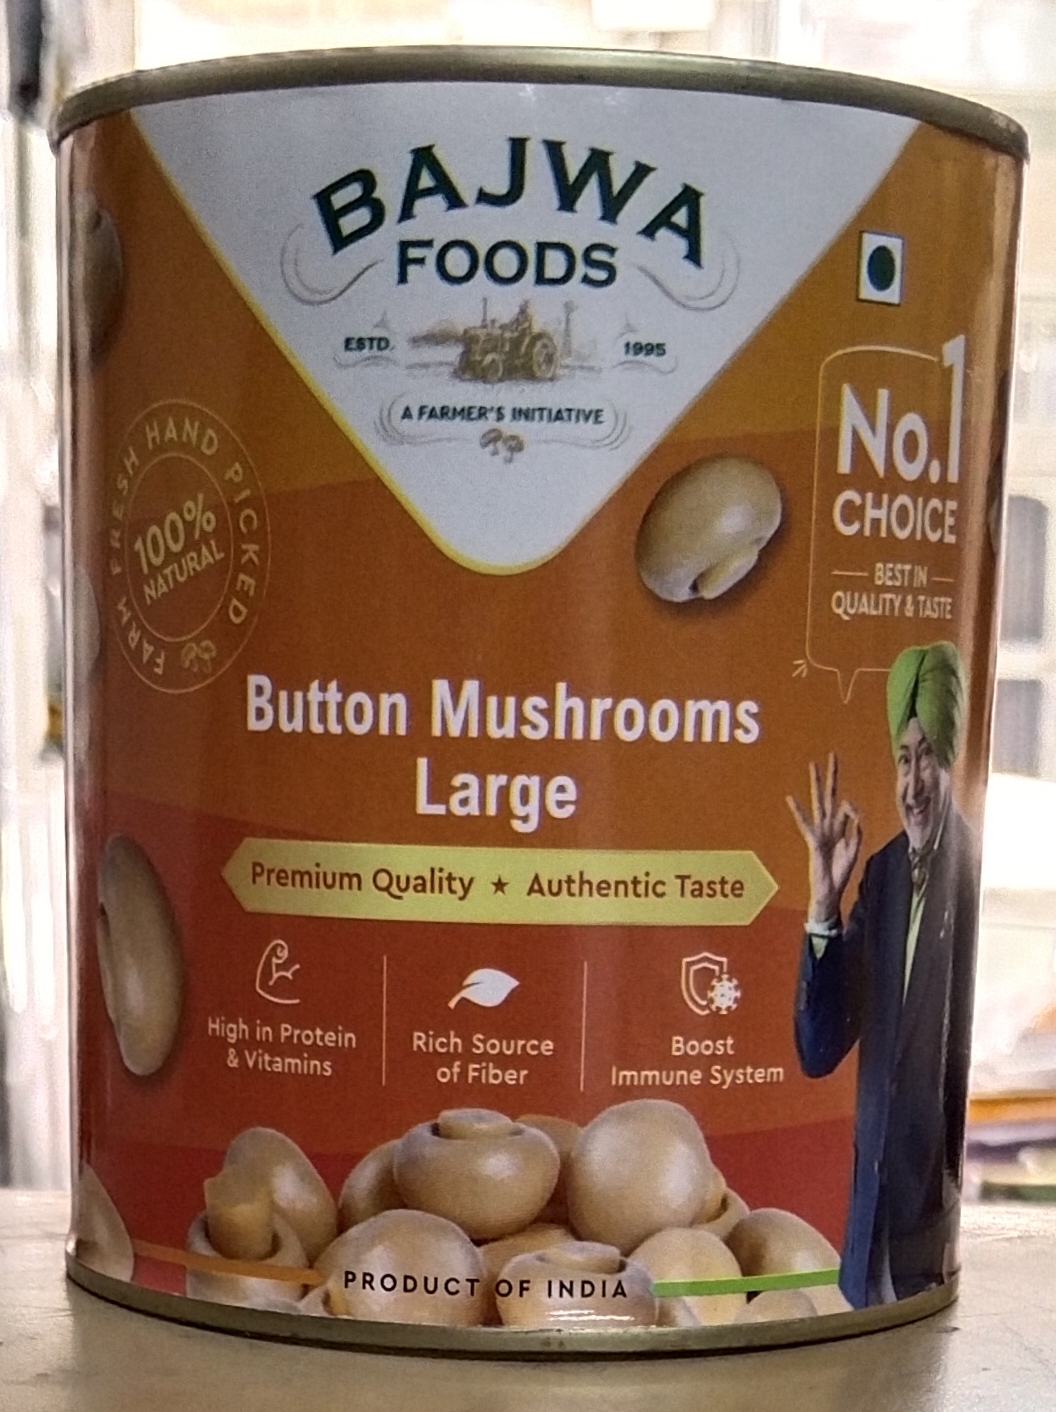 BAJWA
FOODS
ESTD. 1995
A FARMER'S INITIATIVE
FARM FRESH HAND PICKED
100%
NATURAL
No.1
CHOICE
BEST IN
QUALITY & TASTE
Button Mushrooms
Large
Premium Quality ★ Authentic Taste
High in Protein
& Vitamins
Rich Source
of Fiber
Boost
Immune System
PRODUCT OF INDIA